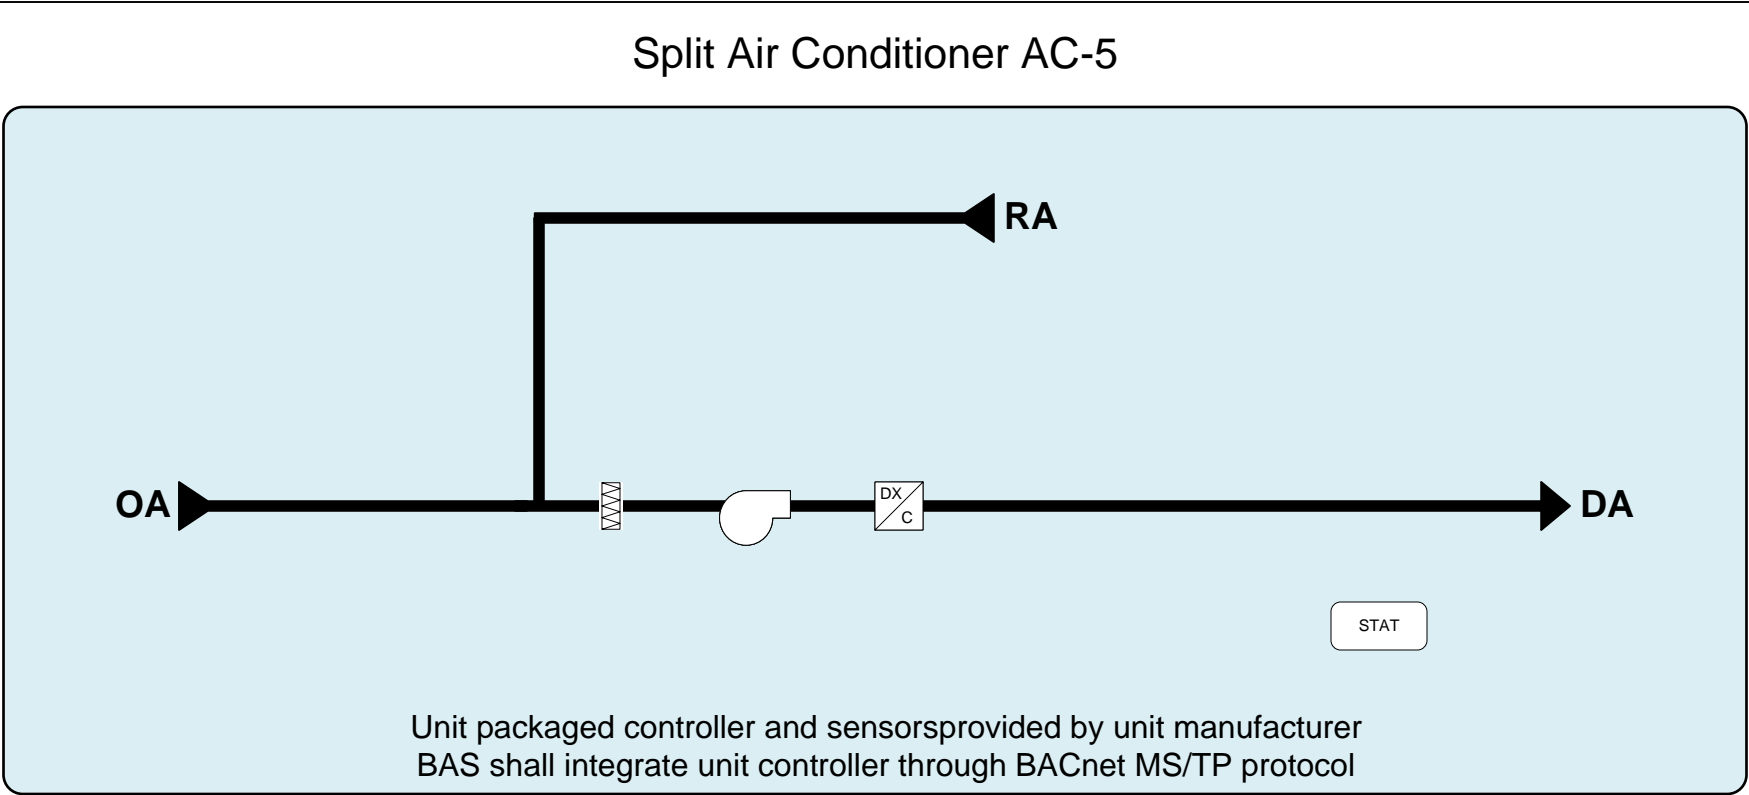 Split Air Conditioner AC-5
RA
OA
DX
C
DA
STAT
Unit packaged controller and sensorsprovided by unit manufacturer
BAS shall integrate unit controller through BACnet MS/TP protocol